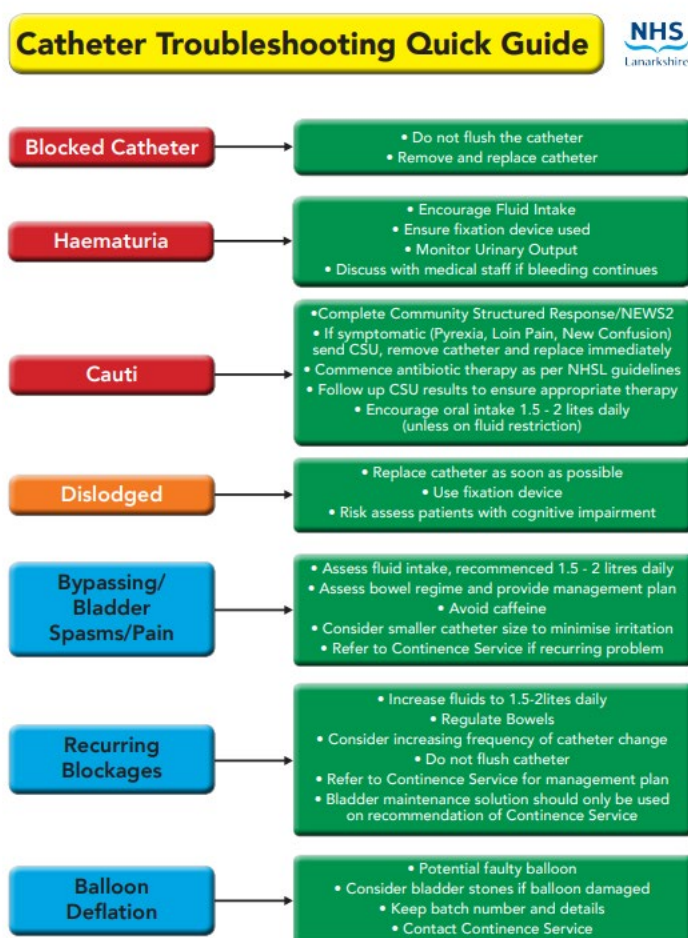 Catheter Troubleshooting Quick Guide
NHS
Lanarkshire
Blocked Catheter
• Do not flush the catheter
• Remove and replace catheter
Haematuria
• Encourage Fluid Intake
• Ensure fixation device used
• Monitor Urinary Output
• Discuss with medical staff if bleeding continues
Cauti
•Complete Community Structured Response/NEWS2
• If symptomatic (Pyrexia, Loin Pain, New Confusion)
send CSU, remove catheter and replace immediately
• Commence antibiotic therapy as per NHSL guidelines
• Follow up CSU results to ensure appropriate therapy
• Encourage oral intake 1.5 - 2 lites daily
(unless on fluid restriction)
Dislodged
• Replace catheter as soon as possible
• Use fixation device
• Risk assess patients with cognitive impairment
Bypassing/
Bladder
Spasms/Pain
• Assess fluid intake, recommenced 1.5 - 2 litres daily
• Assess bowel regime and provide management plan
• Avoid caffeine
• Consider smaller catheter size to minimise irritation
• Refer to Continence Service if recurring problem
Recurring
Blockages
• Increase fluids to 1.5-2lites daily
• Regulate Bowels
• Consider increasing frequency of catheter change
• Do not flush catheter
• Refer to Continence Service for management plan
• Bladder maintenance solution should only be used
on recommendation of Continence Service
Balloon
Deflation
• Potential faulty balloon
• Consider bladder stones if balloon damaged
• Keep batch number and details
• Contact Continence Service